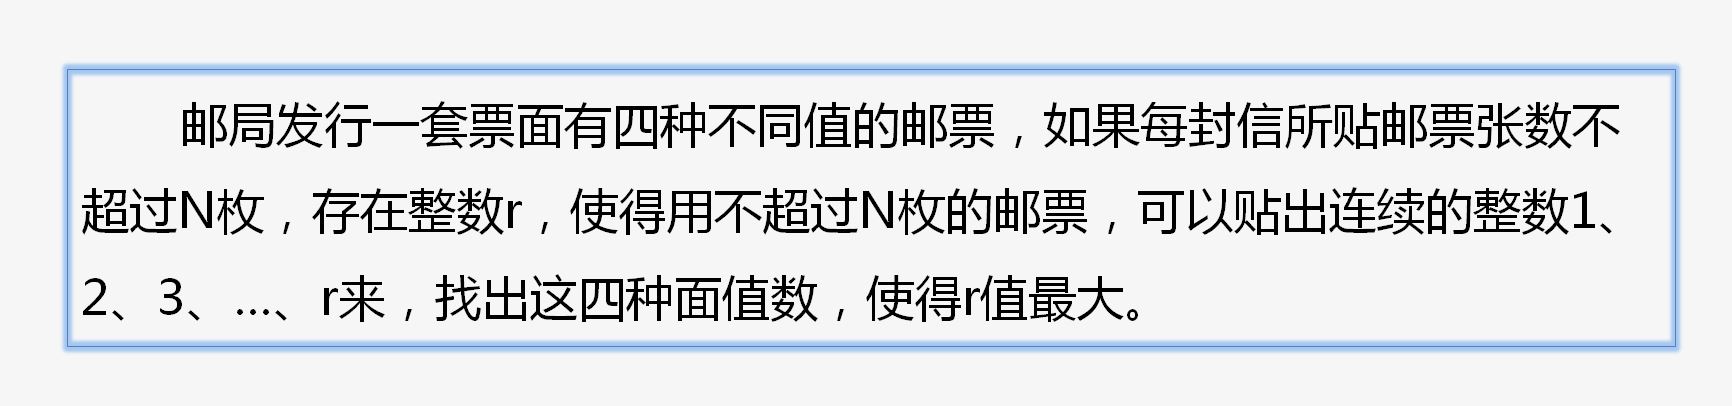 邮局发行一套票面有四种不同值的邮票，如果每封信所贴邮票张数不
超过N枚，存在整数r，使得用不超过N枚的邮票，可以贴出连续的整数1、
2、3、…、r来，找出这四种面值数，使得r值最大。